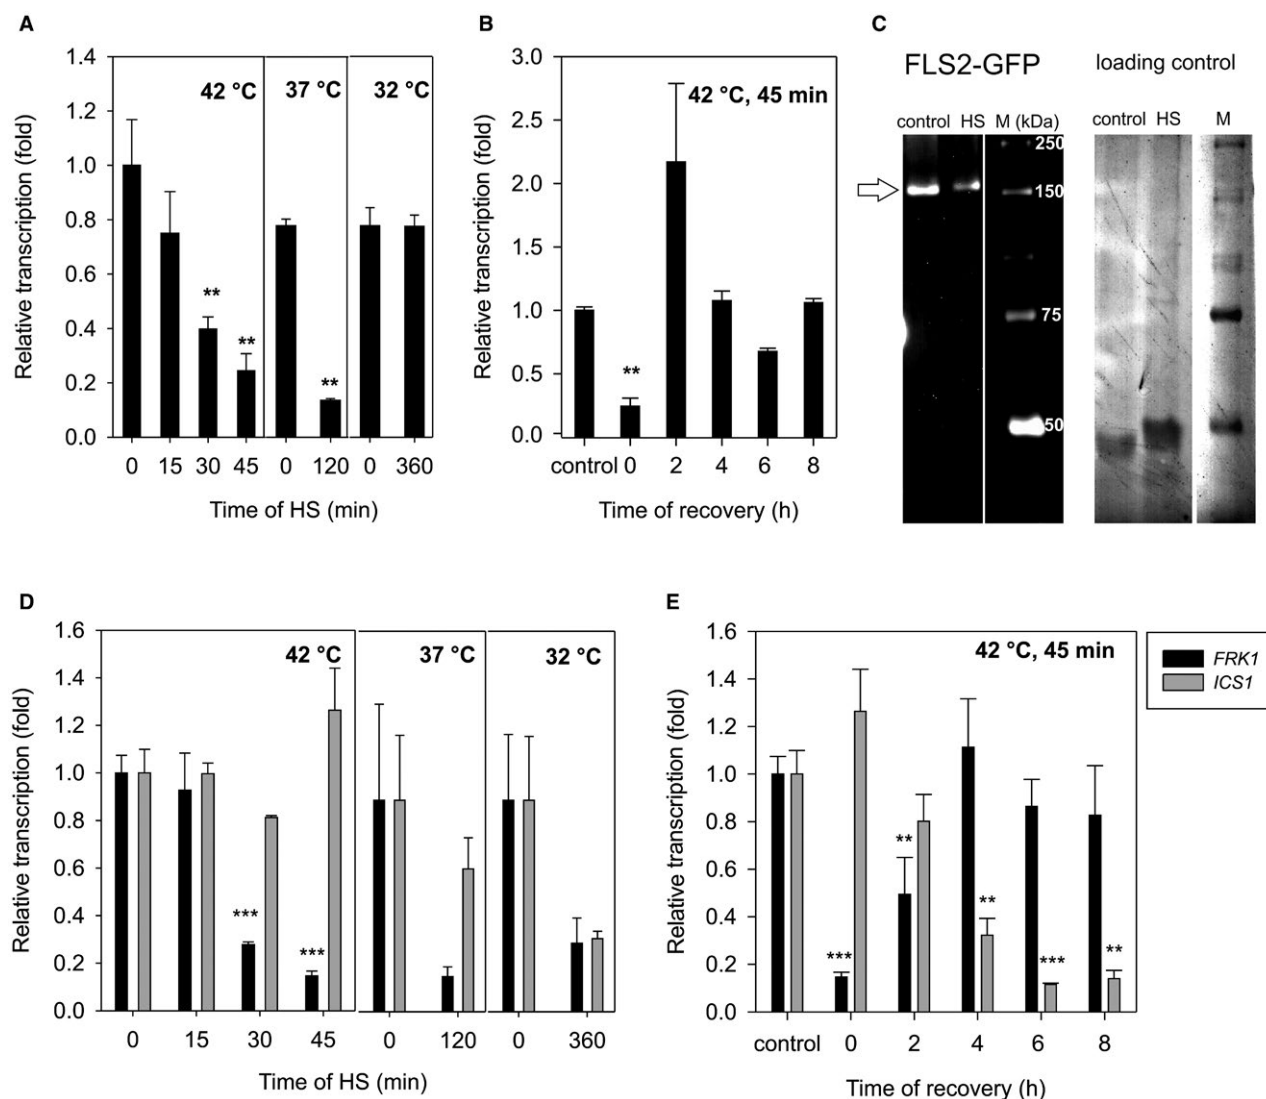 A
1.4
1.2
1.0
0.8
0.6
0.4
0.2
0.0
Relative transcription (fold)
42 °C
37 °C
32 °C
**
**
**
0 15 30 45 0 120 0 360
Time of HS (min)
B
3.0
2.5
2.0
1.5
1.0
0.5
0.0
Relative transcription (fold)
42 °C, 45 min
**
control 0 2 4 6 8
Time of recovery (h)
C
FLS2-GFP
loading control
control HS M (kDa)
control HS M
250
150
75
50
D
1.6
1.4
1.2
1.0
0.8
0.6
0.4
0.2
0.0
Relative transcription (fold)
42 °C
37 °C
32 °C
***
***
0 15 30 45 0 120 0 360
Time of HS (min)
E
1.6
1.4
1.2
1.0
0.8
0.6
0.4
0.2
0.0
Relative transcription (fold)
42 °C, 45 min
***
**
**
***
**
control 0 2 4 6 8
Time of recovery (h)
FRK1
ICS1